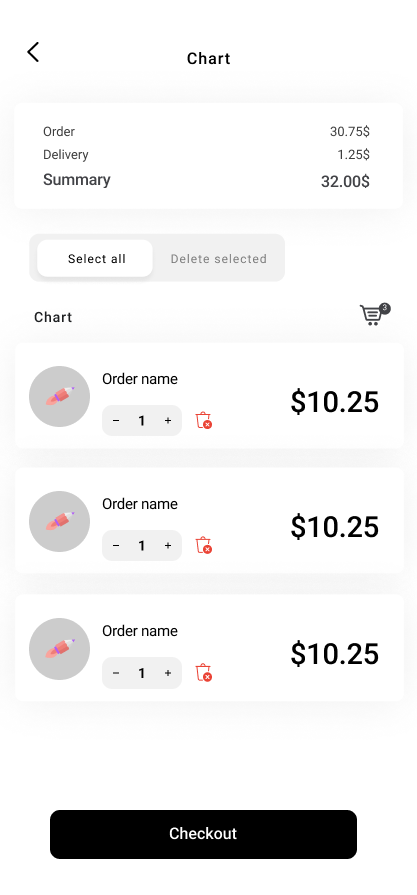 Chart
Order 30.75$
Delivery 1.25$
Summary 32.00$
Select all Delete selected
Chart 3
Order name
$10.25
− 1 +
Order name
$10.25
− 1 +
Order name
$10.25
− 1 +
Checkout